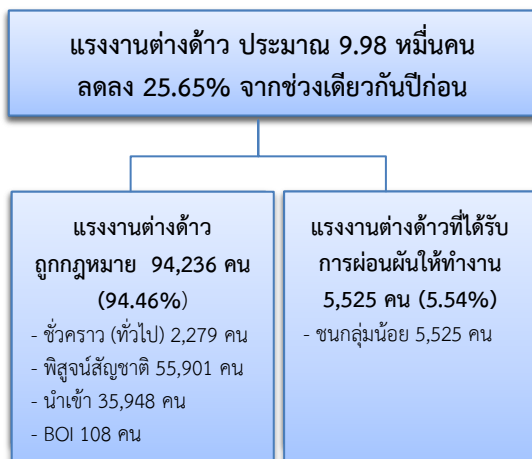 แรงงานต่างด้าว ประมาณ 9.98 หมื่นคน
ลดลง 25.65% จากช่วงเดียวกันปีก่อน
แรงงานต่างด้าว
ถูกกฎหมาย 94,236 คน
(94.46%)
- ชั่วคราว (ทั่วไป) 2,279 คน
- พิสูจน์สัญชาติ 55,901 คน
- นำเข้า 35,948 คน
- BOI 108 คน
แรงงานต่างด้าวที่ได้รับ
การผ่อนผันให้ทำงาน
5,525 คน (5.54%)
- ชนกลุ่มน้อย 5,525 คน